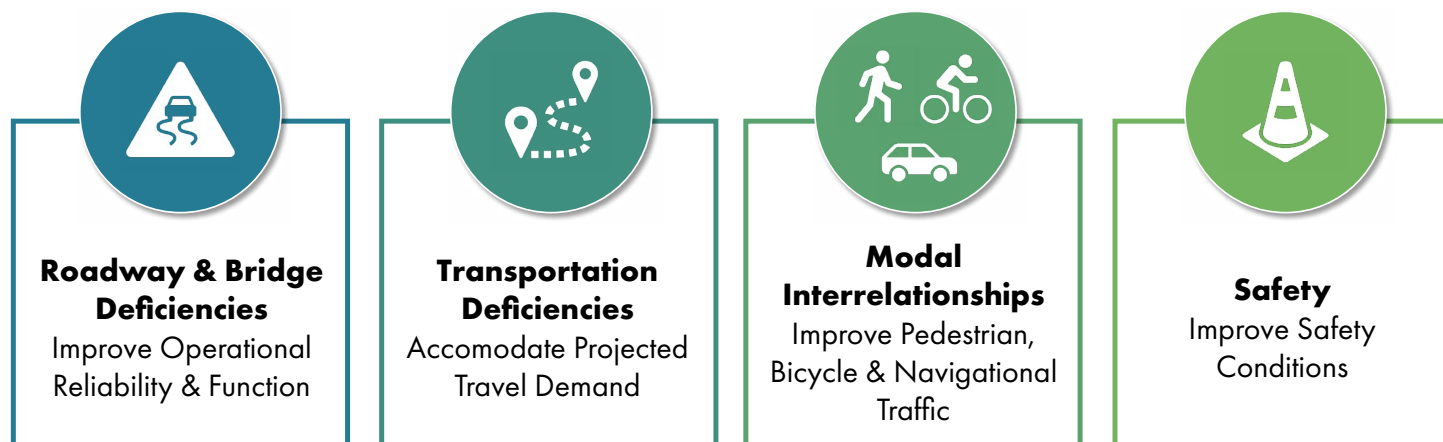 Roadway & Bridge
Deficiencies
Improve Operational
Reliability & Function
Transportation
Deficiencies
Accomodate Projected
Travel Demand
Modal
Interrelationships
Improve Pedestrian,
Bicycle & Navigational
Traffic
Safety
Improve Safety
Conditions